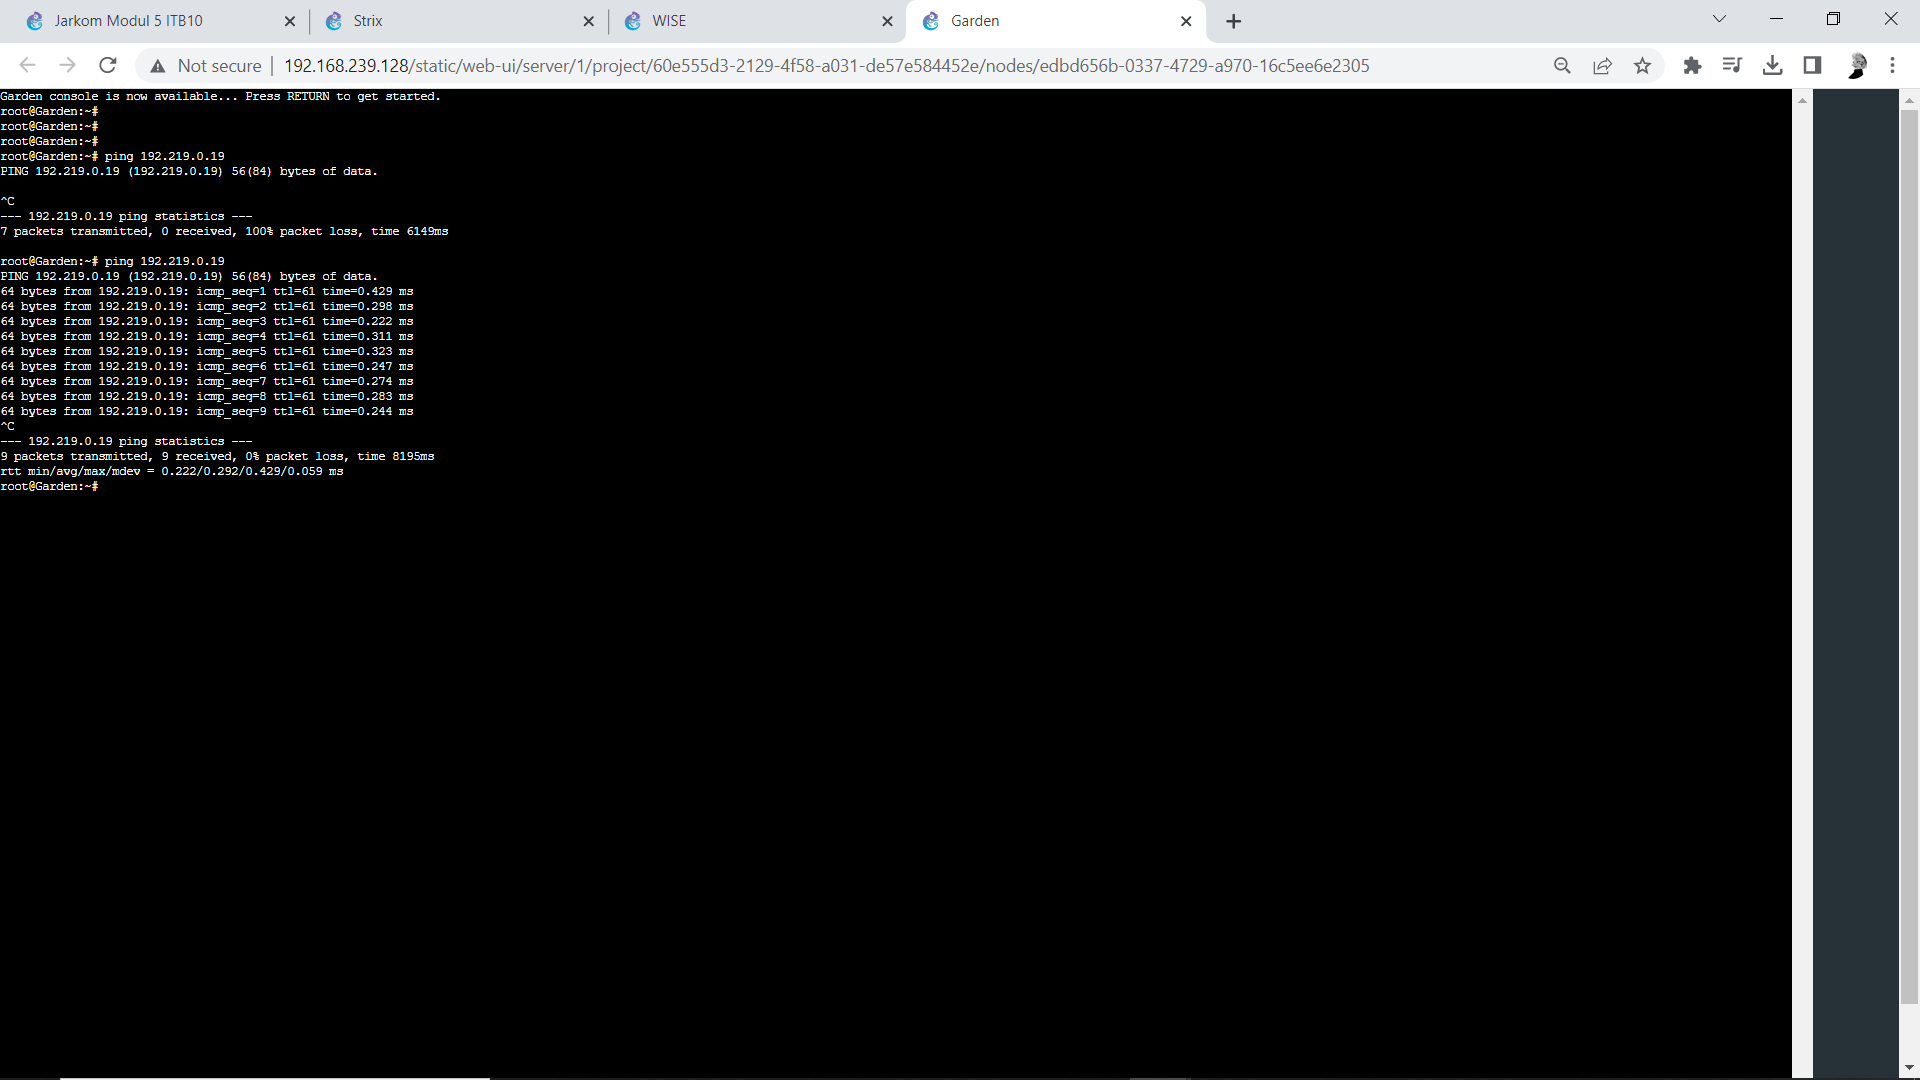 Jarkom Modul 5 ITB10
Strix
WISE
Garden
Not secure
192.168.239.128/static/web-ui/server/1/project/60e555d3-2129-4f58-a031-de57e584452e/nodes/edbd656b-0337-4729-a970-16c5ee6e2305
Garden console is now available... Press RETURN to get started.
root@Garden:~#
root@Garden:~#
root@Garden:~#
root@Garden:~# ping 192.219.0.19
PING 192.219.0.19 (192.219.0.19) 56(84) bytes of data.
^C
--- 192.219.0.19 ping statistics ---
7 packets transmitted, 0 received, 100% packet loss, time 6149ms
root@Garden:~# ping 192.219.0.19
PING 192.219.0.19 (192.219.0.19) 56(84) bytes of data.
64 bytes from 192.219.0.19: icmp_seq=1 ttl=61 time=0.429 ms
64 bytes from 192.219.0.19: icmp_seq=2 ttl=61 time=0.298 ms
64 bytes from 192.219.0.19: icmp_seq=3 ttl=61 time=0.222 ms
64 bytes from 192.219.0.19: icmp_seq=4 ttl=61 time=0.311 ms
64 bytes from 192.219.0.19: icmp_seq=5 ttl=61 time=0.323 ms
64 bytes from 192.219.0.19: icmp_seq=6 ttl=61 time=0.247 ms
64 bytes from 192.219.0.19: icmp_seq=7 ttl=61 time=0.274 ms
64 bytes from 192.219.0.19: icmp_seq=8 ttl=61 time=0.283 ms
64 bytes from 192.219.0.19: icmp_seq=9 ttl=61 time=0.244 ms
^C
--- 192.219.0.19 ping statistics ---
9 packets transmitted, 9 received, 0% packet loss, time 8195ms
rtt min/avg/max/mdev = 0.222/0.292/0.429/0.059 ms
root@Garden:~#